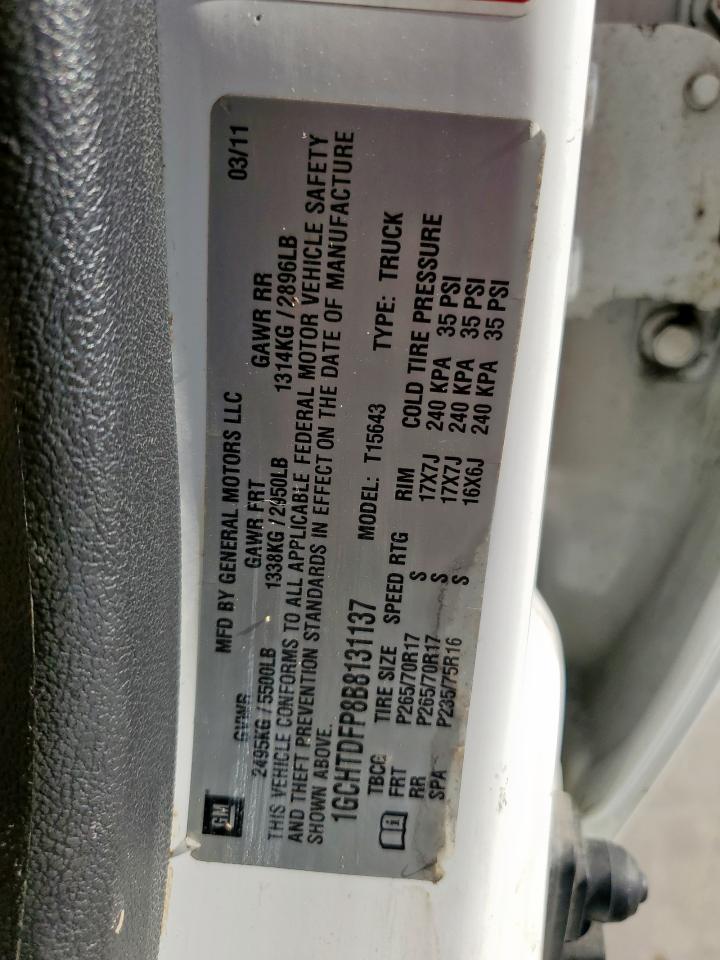 GM
MFD BY GENERAL MOTORS LLC 03/11
GVWR GAWR FRT GAWR RR
2495KG / 5500LB 1338KG / 2950LB 1314KG / 2896LB
THIS VEHICLE CONFORMS TO ALL APPLICABLE FEDERAL MOTOR VEHICLE SAFETY
AND THEFT PREVENTION STANDARDS IN EFFECT ON THE DATE OF MANUFACTURE
SHOWN ABOVE.
1GCHTDFP8B8131137 MODEL: T15643 TYPE: TRUCK
TBCG TIRE SIZE SPEED RTG RIM COLD TIRE PRESSURE
FRT P265/70R17 S 17X7J 240 KPA 35 PSI
RR P265/70R17 S 17X7J 240 KPA 35 PSI
SPA P235/75R16 S 16X6J 240 KPA 35 PSI